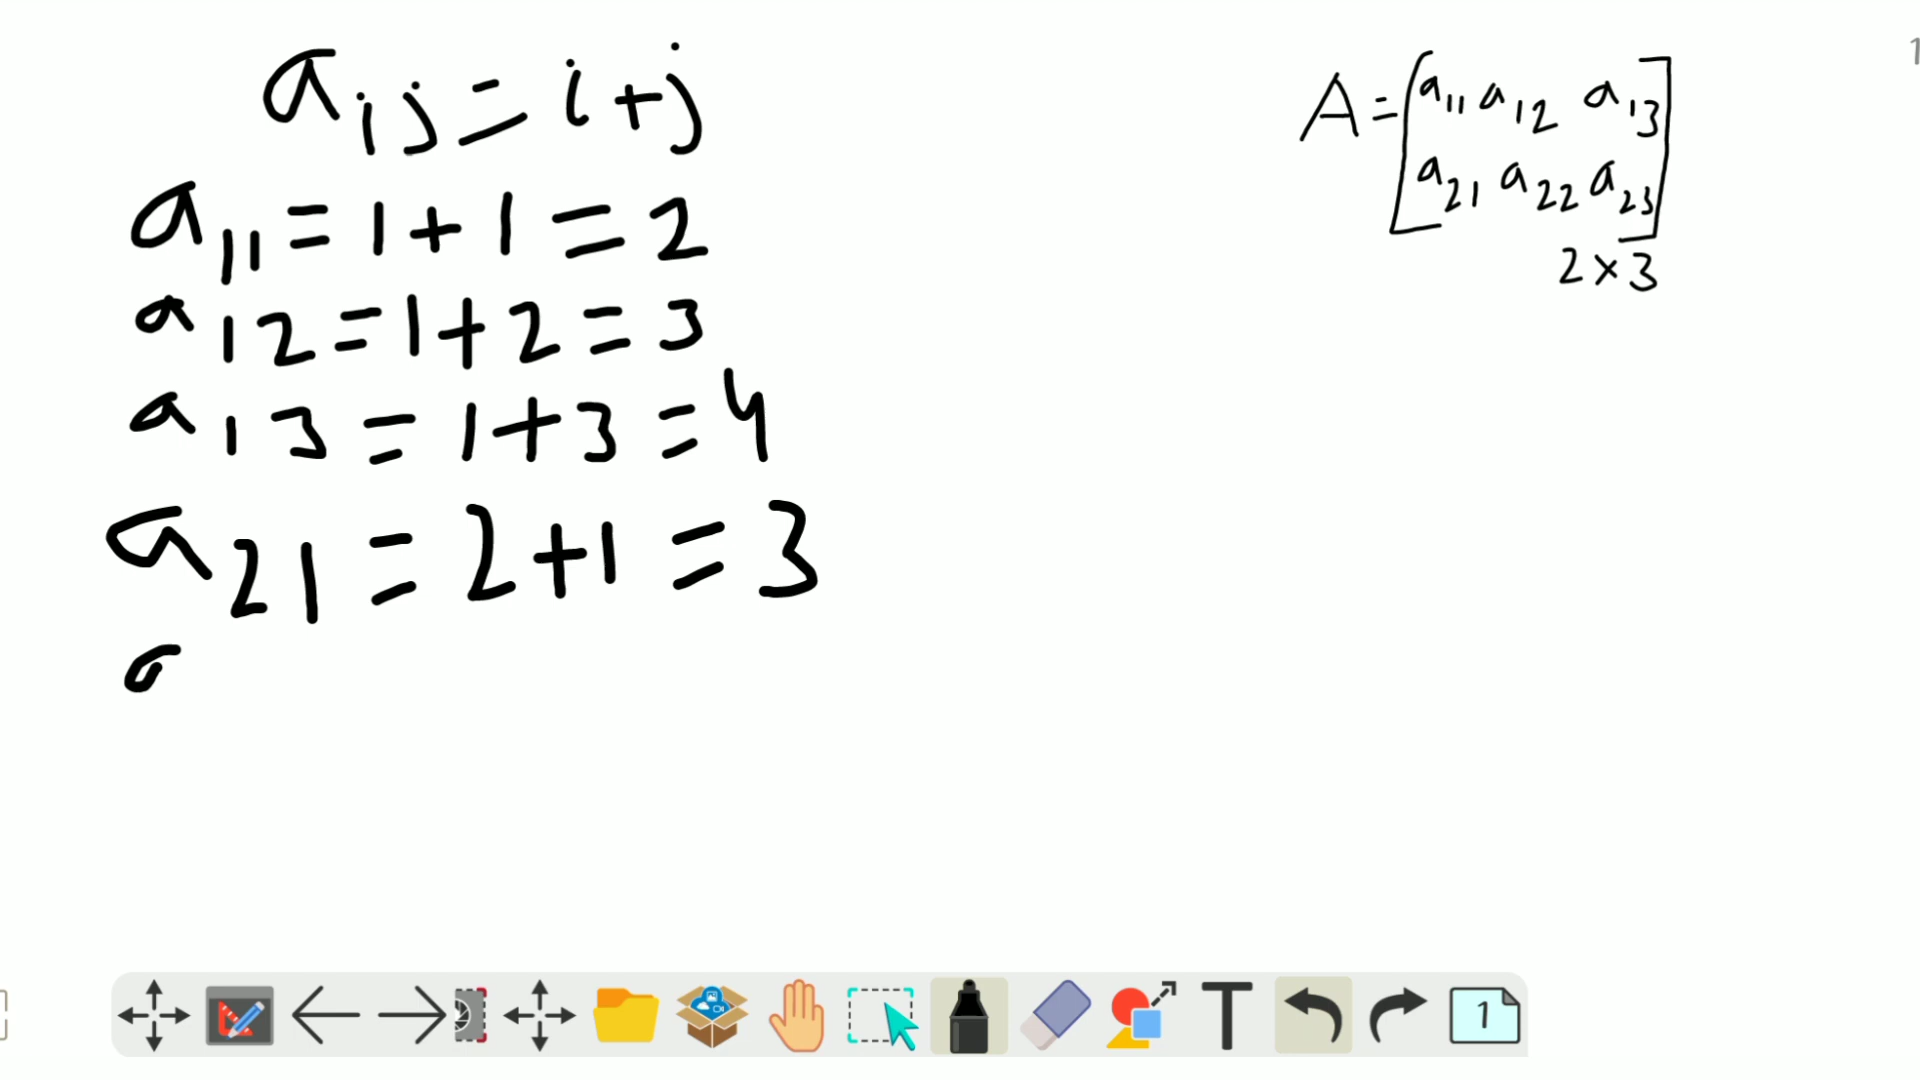 aij = i + j
a11 = 1 + 1 = 2
a12 = 1 + 2 = 3
a13 = 1 + 3 = 4
a21 = 2 + 1 = 3
A = [a11 a12 a13
a21 a22 a23]
2 × 3
1
T
1